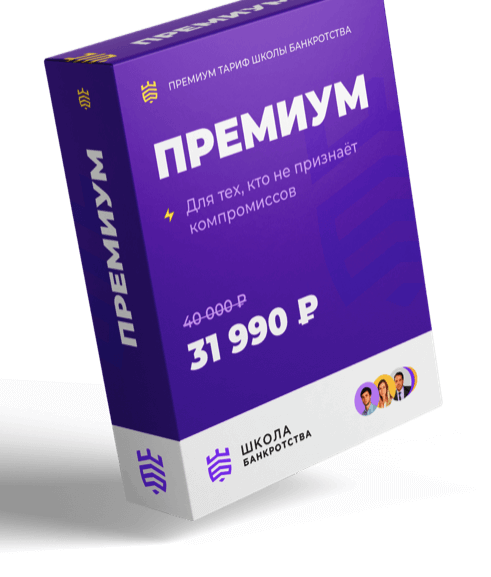 ПРЕМИУМ
ПРЕМИУМ ТАРИФ ШКОЛЫ БАНКРОТСТВА
ПРЕМИУМ
Для тех, кто не признаёт
компромиссов
40 000 ₽
31 990 ₽
ШКОЛА
БАНКРОТСТВА
ПРЕМИУМ